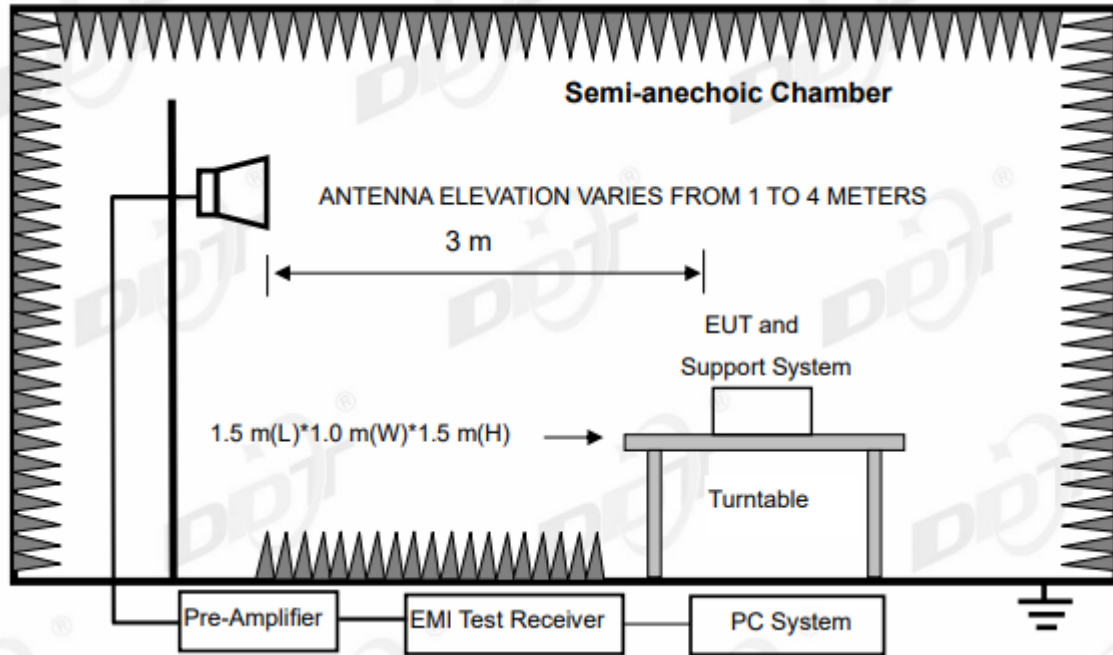 Semi-anechoic Chamber
ANTENNA ELEVATION VARIES FROM 1 TO 4 METERS
3 m
EUT and
Support System
1.5 m(L)*1.0 m(W)*1.5 m(H)
Turntable
Pre-Amplifier
EMI Test Receiver
PC System
DDT
®